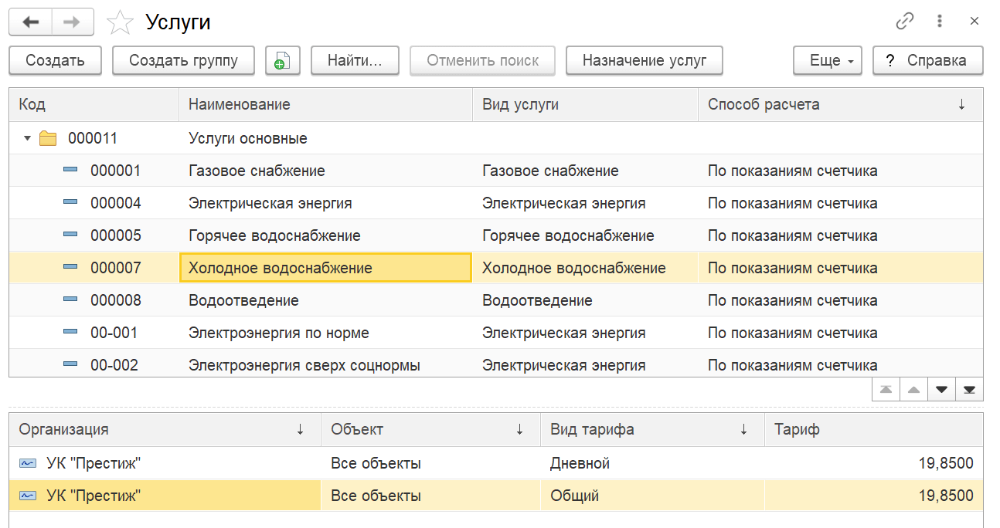 Услуги
Создать Создать группу Найти... Отменить поиск Назначение услуг Еще ? Справка
Код Наименование Вид услуги Способ расчета ↓
000011 Услуги основные
000001 Газовое снабжение Газовое снабжение По показаниям счетчика
000004 Электрическая энергия Электрическая энергия По показаниям счетчика
000005 Горячее водоснабжение Горячее водоснабжение По показаниям счетчика
000007 Холодное водоснабжение Холодное водоснабжение По показаниям счетчика
000008 Водоотведение Водоотведение По показаниям счетчика
00-001 Электроэнергия по норме Электрическая энергия По показаниям счетчика
00-002 Электроэнергия сверх соцнормы Электрическая энергия По показаниям счетчика
Организация ↓ Объект ↓ Вид тарифа ↓ Тариф
УК "Престиж" Все объекты Дневной 19,8500
УК "Престиж" Все объекты Общий 19,8500